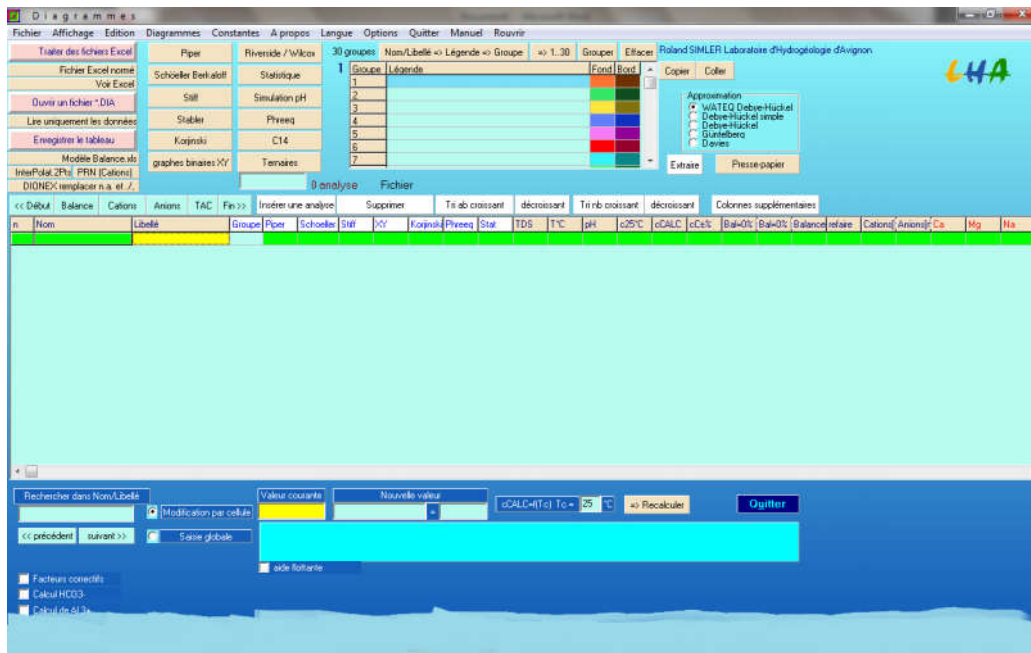 Diagrammes
Fichier Affichage Edition Diagrammes Constantes A propos Langue Options Quitter Manuel Rouvrir
Traiter des fichiers Excel
Fichier Excel nomé
Voir Excel
Ouvrir un fichier *.DIA
Lire uniquement les données
Enregistrer le tableau
Modèle Balance.xls
InterPolat.2Pts PRN (Cations)
DIONEX remplacer n.a. et ./,
Piper
Schöeller Berkaloff
Stiff
Stabler
Korjinski
graphes binaires XY
Riverside / Wilcox
Statistique
Simulation pH
Phreeq
C14
Ternaires
30 groupes Nom/Libellé => Légende <=> Groupe => 1..30 Grouper Effacer
1 Groupe Légende Fond Bord
1
2
3
4
5
6
7
Roland SIMLER Laboratoire d'Hydrogéologie d'Avignon
Copier Coller
LHA
Approximation
WATEQ Debye-Hückel
Debye-Hückel simple
Debye-Hückel
Güntelberg
Davies
Extraire Presse-papier
0 analyse Fichier
<< Début Balance Cations Anions TAC Fin >> Insérer une analyse Supprimer Tri ab croissant décroissant Tri nb croissant décroissant Colonnes supplémentaires
n Nom Libellé Groupe Piper Schoeller Stiff XY Korjinski Phreeq Stat TDS T°C pH c25°C cCALC cCe% Bal=0% Bal=0% Balance refaire Cations( Anions( Ca Mg Na
Rechercher dans Nom/Libellé
<< précédent suivant >>
Modification par cellule
Saisie globale
Valeur courante
Nouvelle valeur
=
cCALC=f(Tc) Tc = 25 °C => Recalculer Quitter
aide flottante
Facteurs correctifs
Calcul HCO3-
Calcul de AL3+